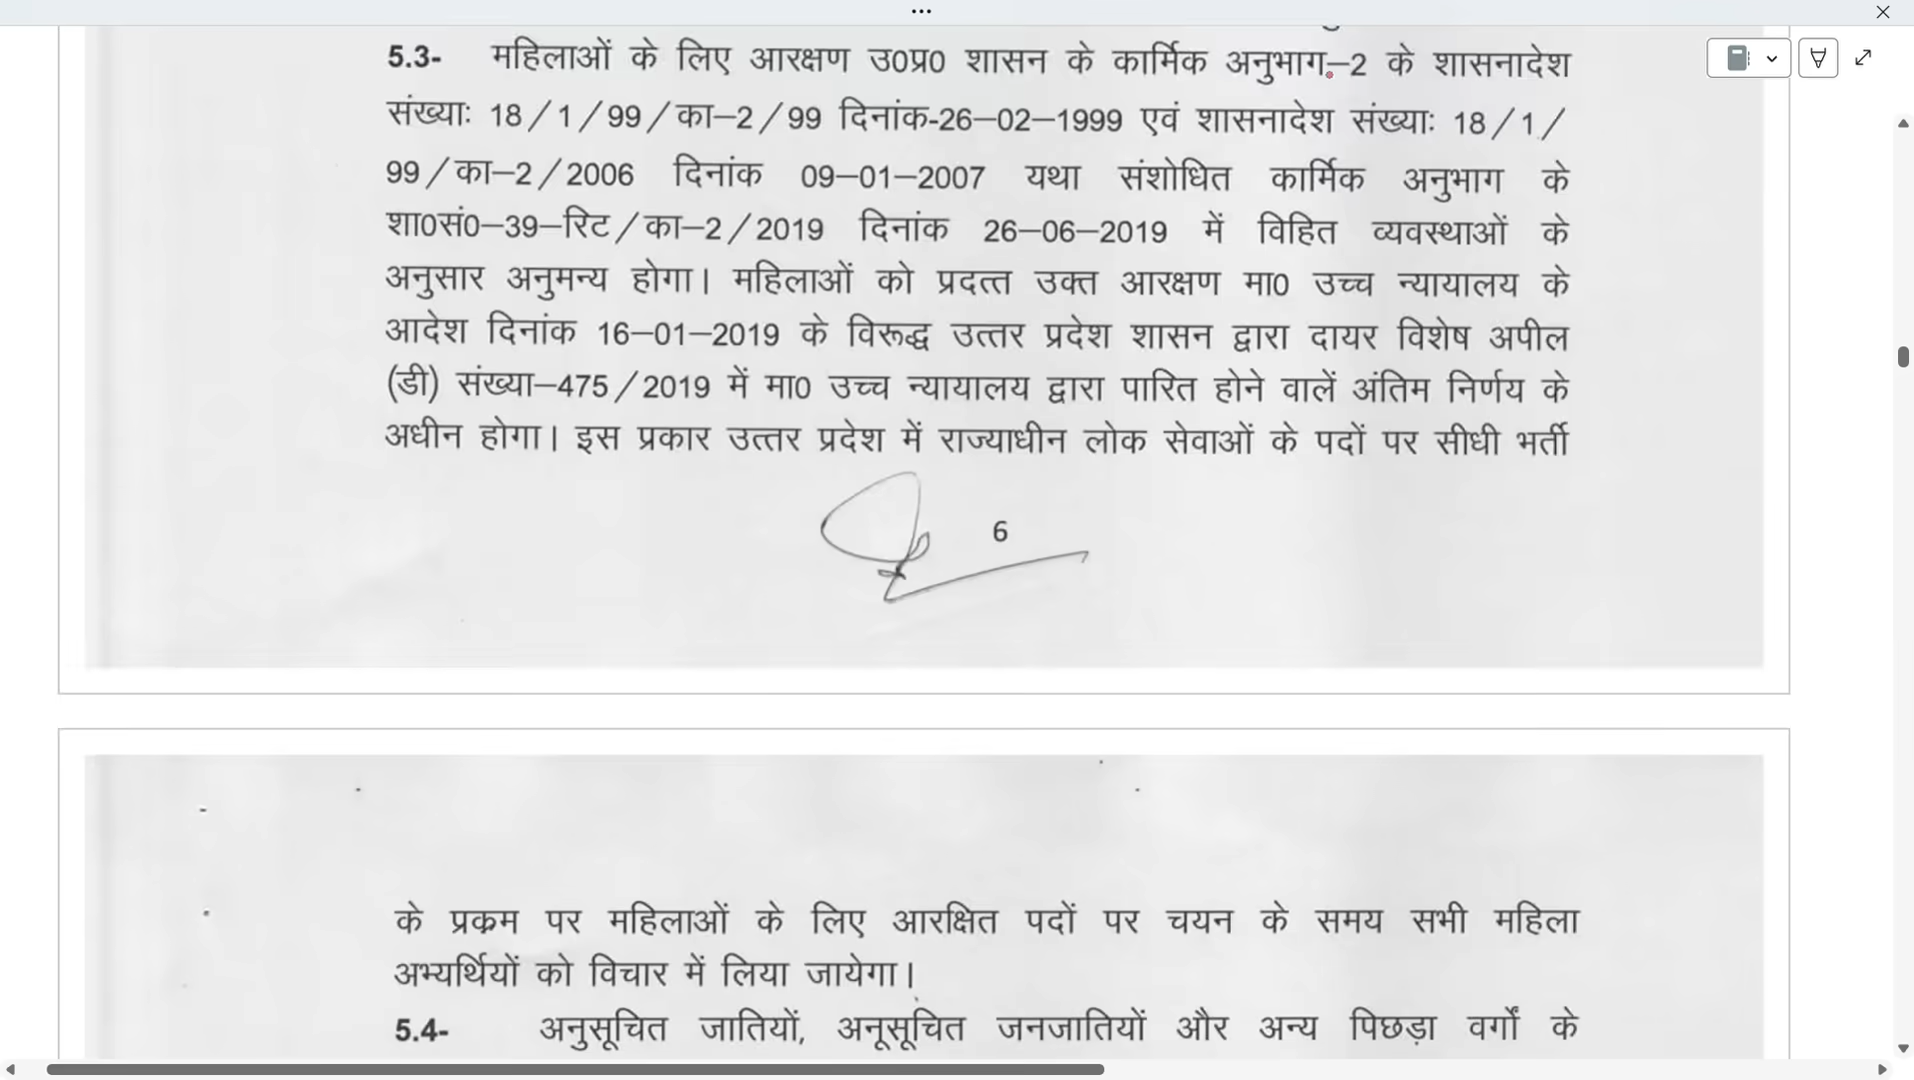 5.3- महिलाओं के लिए आरक्षण उ0प्र0 शासन के कार्मिक अनुभाग–2 के शासनादेश
संख्याः 18/1/99/का–2/99 दिनांक-26–02–1999 एवं शासनादेश संख्याः 18/1/
99/का–2/2006 दिनांक 09–01–2007 यथा संशोधित कार्मिक अनुभाग के
शा0सं0–39–रिट/का–2/2019 दिनांक 26–06–2019 में विहित व्यवस्थाओं के
अनुसार अनुमन्य होगा। महिलाओं को प्रदत्त उक्त आरक्षण मा0 उच्च न्यायालय के
आदेश दिनांक 16–01–2019 के विरूद्ध उत्तर प्रदेश शासन द्वारा दायर विशेष अपील
(डी) संख्या–475/2019 में मा0 उच्च न्यायालय द्वारा पारित होने वालें अंतिम निर्णय के
अधीन होगा। इस प्रकार उत्तर प्रदेश में राज्याधीन लोक सेवाओं के पदों पर सीधी भर्ती
6
के प्रकम पर महिलाओं के लिए आरक्षित पदों पर चयन के समय सभी महिला
अभ्यर्थियों को विचार में लिया जायेगा।
5.4- अनुसूचित जातियों, अनूसूचित जनजातियों और अन्य पिछड़ा वर्गों के